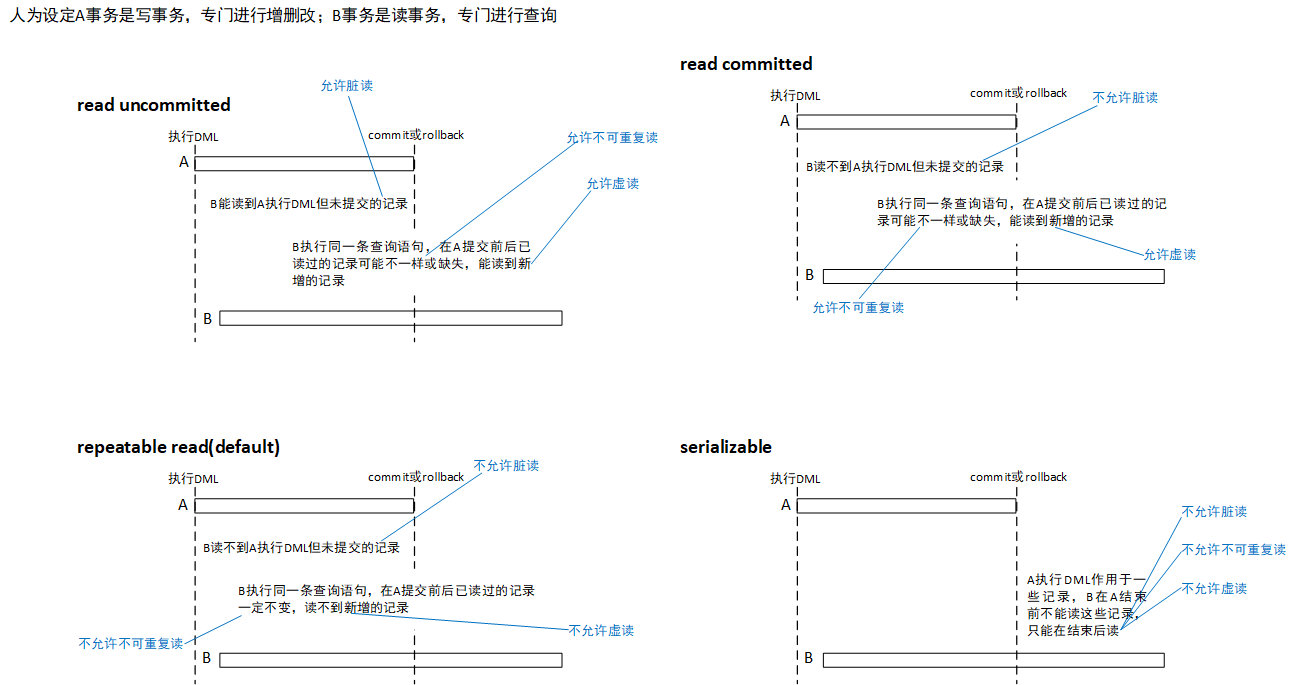 人为设定A事务是写事务，专门进行增删改；B事务是读事务，专门进行查询
read uncommitted
允许脏读
执行DML
commit或rollback
A
允许不可重复读
允许虚读
B能读到A执行DML但未提交的记录
B执行同一条查询语句，在A提交前后已
读过的记录可能不一样或缺失，能读到新
增的记录
B
read committed
执行DML
commit或rollback
不允许脏读
A
B读不到A执行DML但未提交的记录
B执行同一条查询语句，在A提交前后已读过的记
录可能不一样或缺失，能读到新增的记录
允许虚读
B
允许不可重复读
repeatable read(default)
不允许脏读
执行DML
commit或rollback
A
B读不到A执行DML但未提交的记录
B执行同一条查询语句，在A提交前后已读过的记录
一定不变，读不到新增的记录
不允许虚读
不允许不可重复读
B
serializable
执行DML
commit或rollback
A
不允许脏读
不允许不可重复读
不允许虚读
A执行DML作用于一
些记录，B在A结束
前不能读这些记录，
只能在结束后读
B